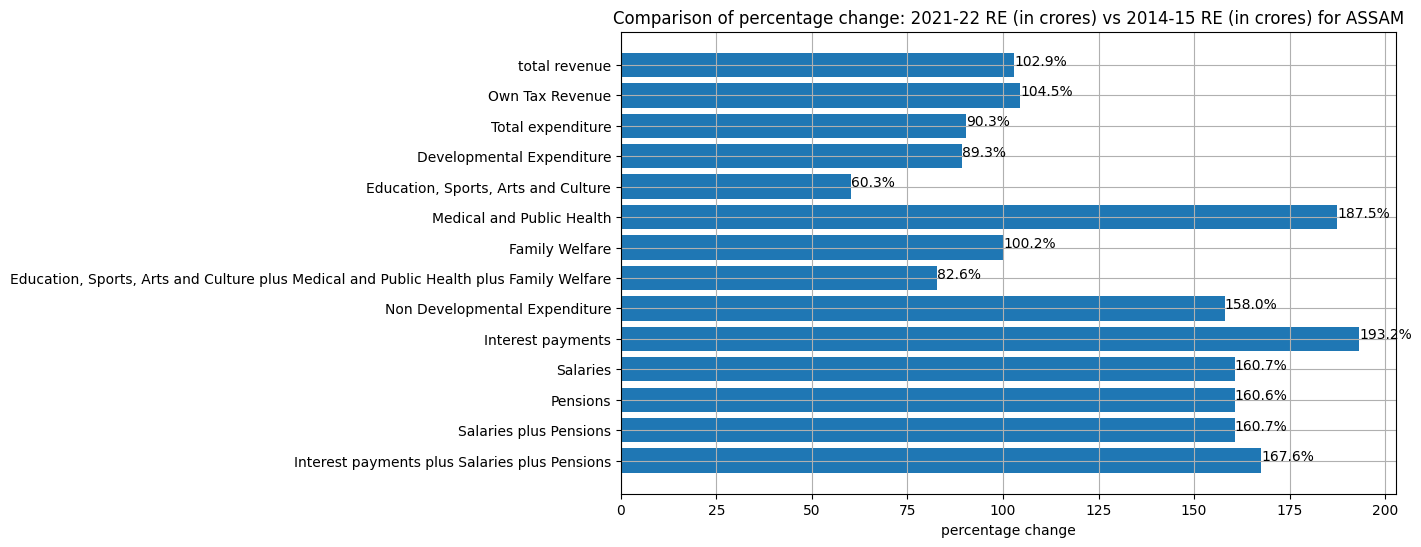 Comparison of percentage change: 2021-22 RE (in crores) vs 2014-15 RE (in crores) for ASSAM
total revenue 102.9%
Own Tax Revenue 104.5%
Total expenditure 90.3%
Developmental Expenditure 89.3%
Education, Sports, Arts and Culture 60.3%
Medical and Public Health 187.5%
Family Welfare 100.2%
Education, Sports, Arts and Culture plus Medical and Public Health plus Family Welfare 82.6%
Non Developmental Expenditure 158.0%
Interest payments 193.2%
Salaries 160.7%
Pensions 160.6%
Salaries plus Pensions 160.7%
Interest payments plus Salaries plus Pensions 167.6%
0 25 50 75 100 125 150 175 200
percentage change